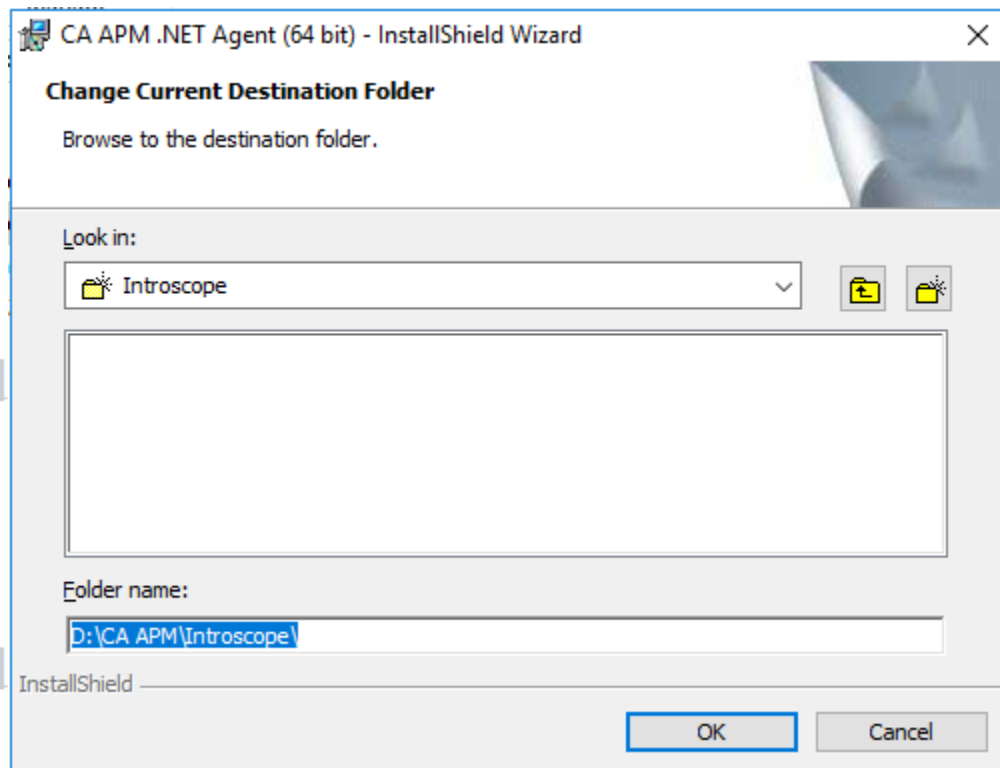 CA APM .NET Agent (64 bit) - InstallShield Wizard
Change Current Destination Folder
Browse to the destination folder.
Look in:
Introscope
Folder name:
D:\CA APM\Introscope\
InstallShield
OK
Cancel